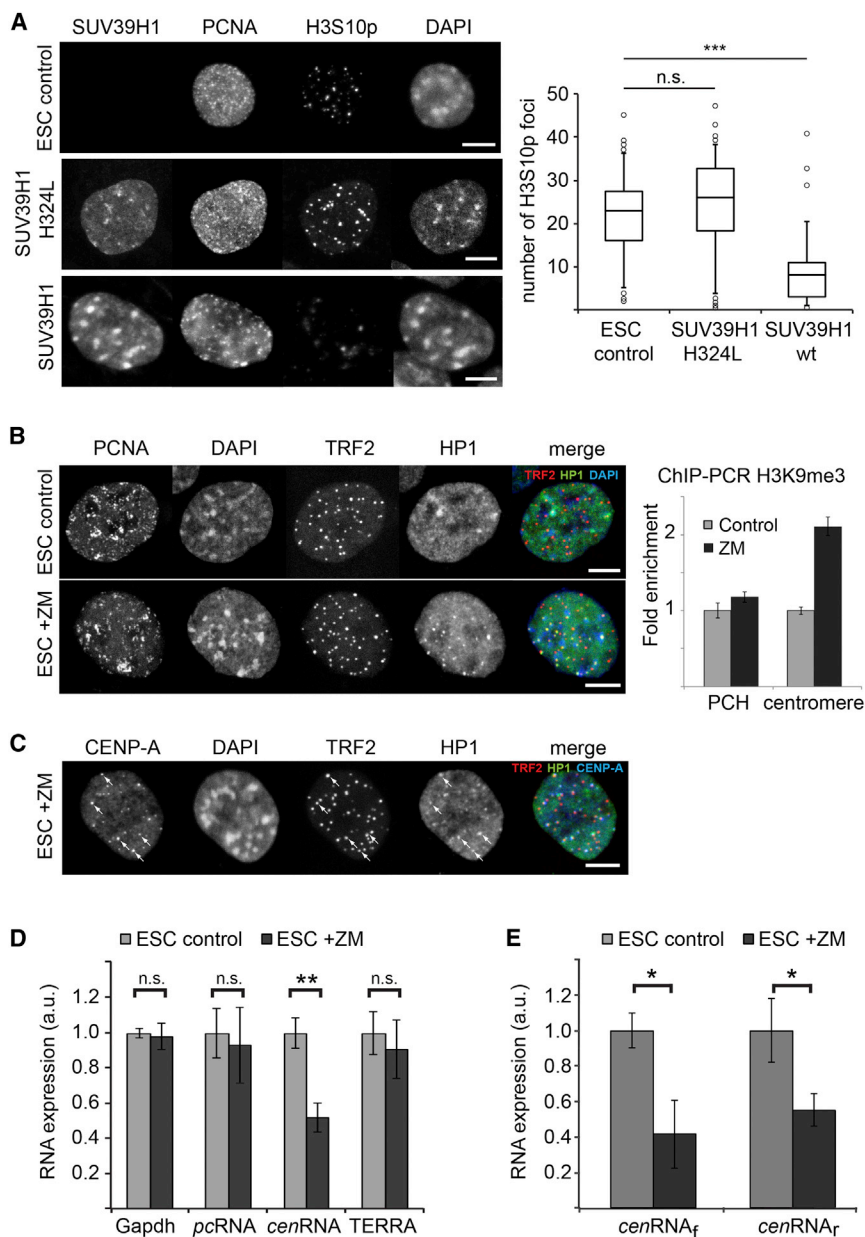 A
SUV39H1 PCNA H3S10p DAPI
ESC control
SUV39H1
H324L
SUV39H1
***
n.s.
number of H3S10p foci
50
40
30
20
10
ESC
control
SUV39H1
H324L
SUV39H1
wt
B
PCNA DAPI TRF2 HP1 merge
ESC control
TRF2 HP1 DAPI
ESC +ZM
ChIP-PCR H3K9me3
Control
ZM
Fold enrichment
2
1
PCH centromere
C
CENP-A DAPI TRF2 HP1 merge
ESC +ZM
TRF2 HP1 CENP-A
D
ESC control ESC +ZM
RNA expression (a.u.)
n.s. n.s. ** n.s.
1.2
1.0
0.8
0.6
0.4
0.2
Gapdh pcRNA cenRNA TERRA
E
ESC control ESC +ZM
RNA expression (a.u.)
* *
1.2
1.0
0.8
0.6
0.4
0.2
cenRNAf cenRNAr